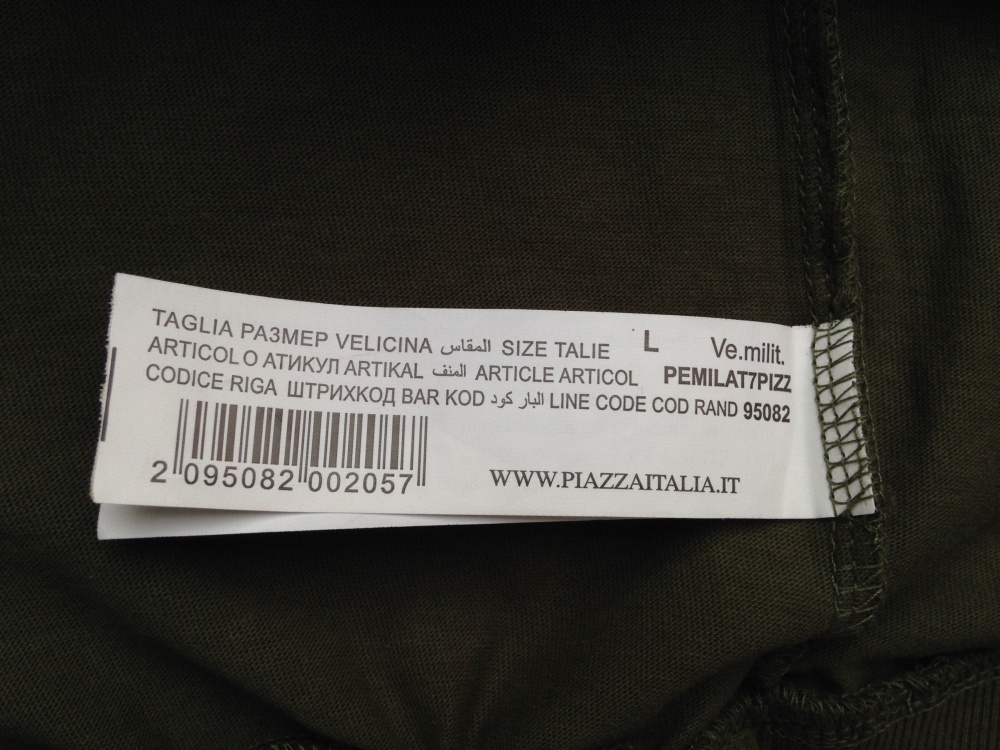 TAGLIA РАЗМЕР VELICINA المقاس SIZE TALIE L Ve.milit.
ARTICOLO АТИКУЛ ARTIKAL المنف ARTICLE ARTICOL PEMILAT7PIZZ
CODICE RIGA ШТРИХКОД BAR KOD البار كود LINE CODE COD RAND 95082
2 095082 002057
WWW.PIAZZAITALIA.IT